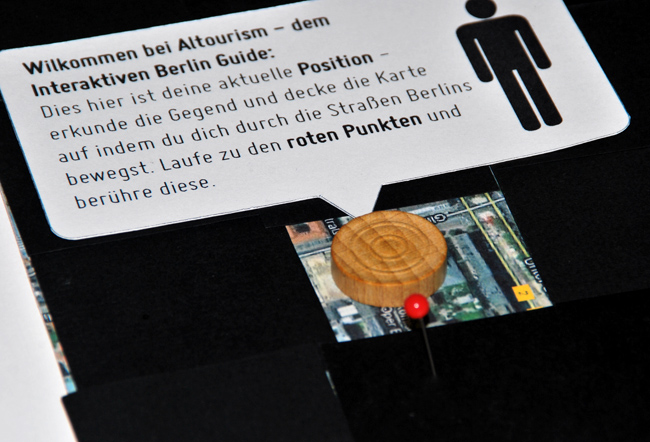 Willkommen bei Altourism – dem
Interaktiven Berlin Guide:
Dies hier ist deine aktuelle Position –
erkunde die Gegend und decke die Karte
auf indem du dich durch die Straßen Berlins
bewegst. Laufe zu den roten Punkten und
berühre diese.